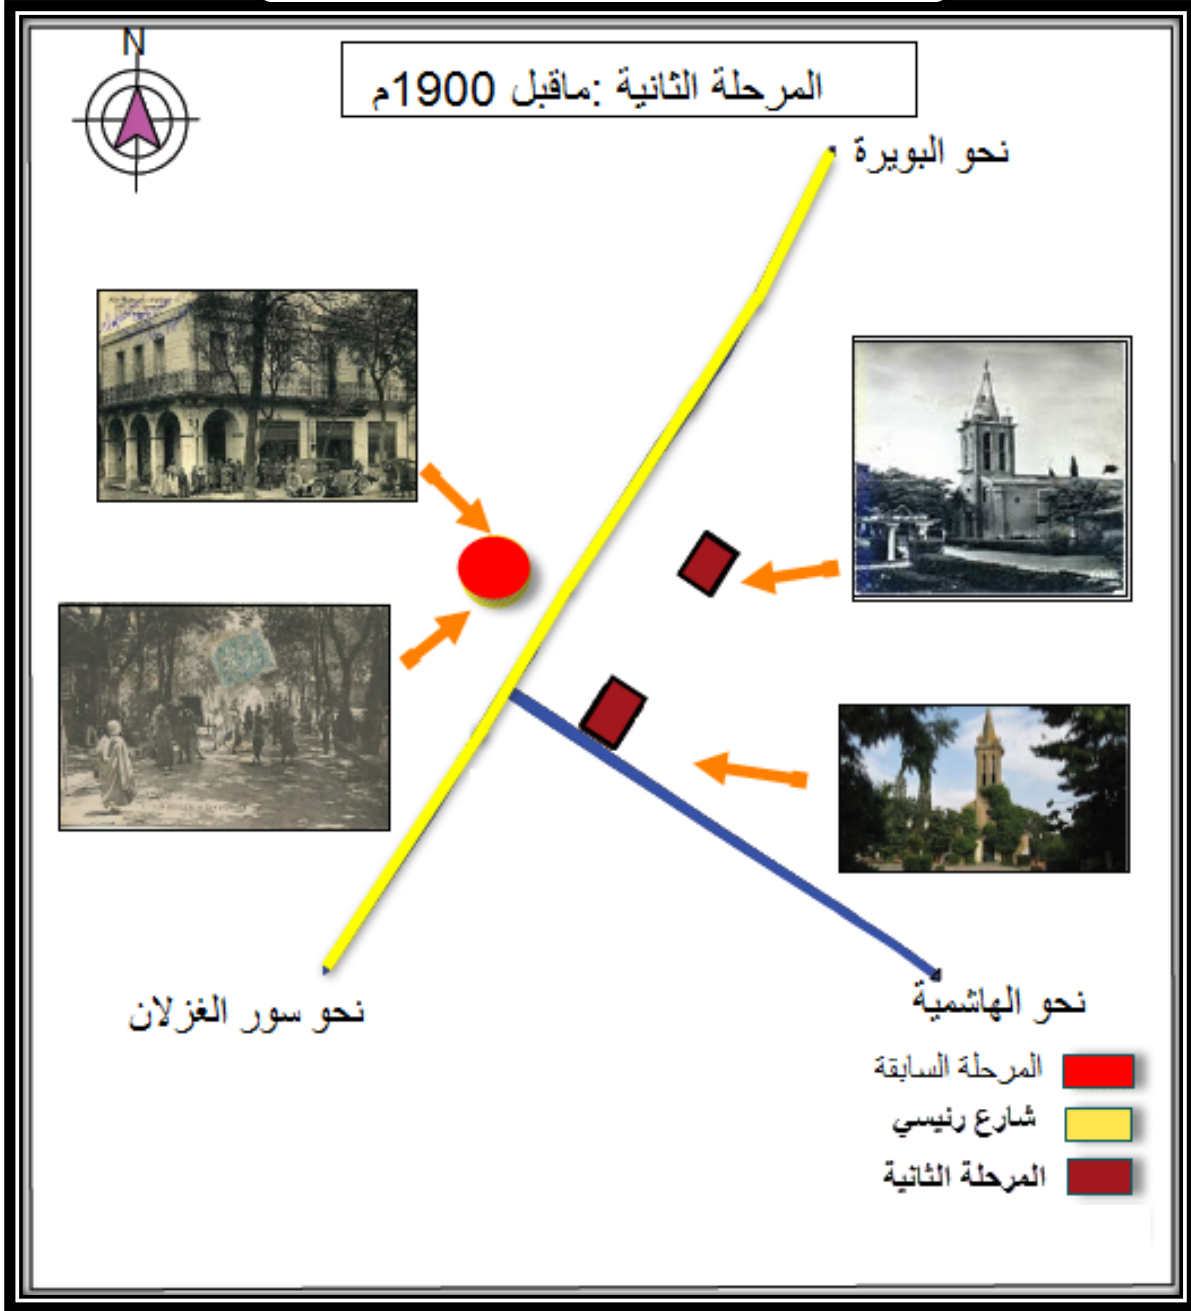 N
المرحلة الثانية :ماقبل 1900م
نحو البويرة
نحو سور الغزلان
نحو الهاشمية
المرحلة السابقة
شارع رئيسي
المرحلة الثانية